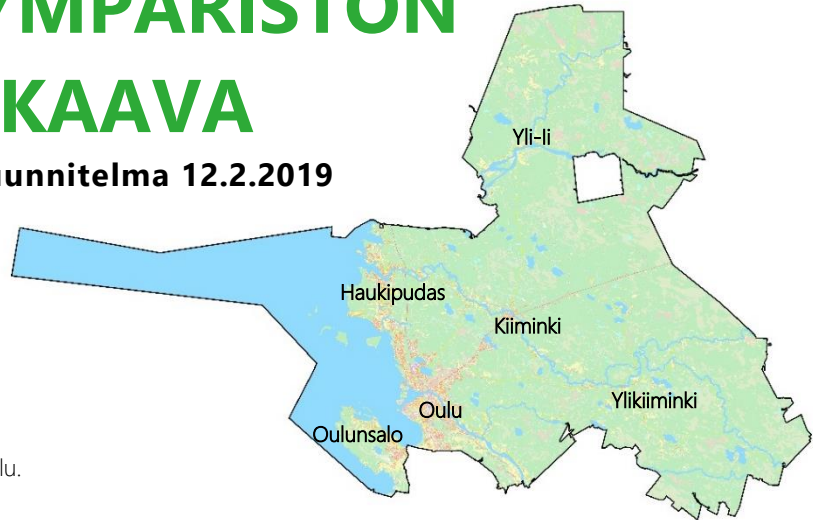 YMPÄRISTÖN
KAAVA
unnitelma 12.2.2019
Yli-Ii
Haukipudas
Kiiminki
Ylikiiminki
Oulu
Oulunsalo
lu.